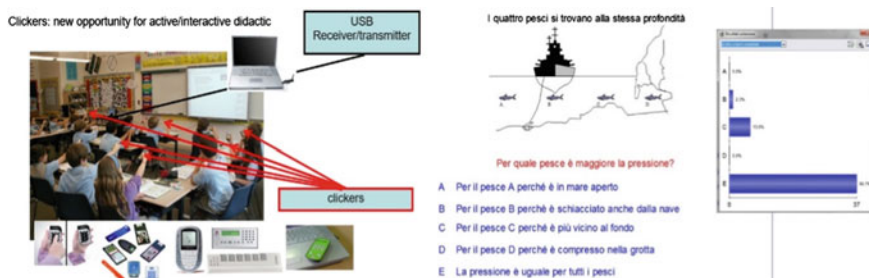 Clickers: new opportunity for active/interactive didactic
USB
Receiver/transmitter
clickers
I quattro pesci si trovano alla stessa profondità
A B C D
Per quale pesce è maggiore la pressione?
A Per il pesce A perché è in mare aperto
B Per il pesce B perchè è schiacciato anche dalla nave
C Per il pesce C perchè è più vicino al fondo
D Per il pesce D perchè è compresso nella grotta
E La pressione è uguale per tutti i pesci
A
B
C
D
E
0 37